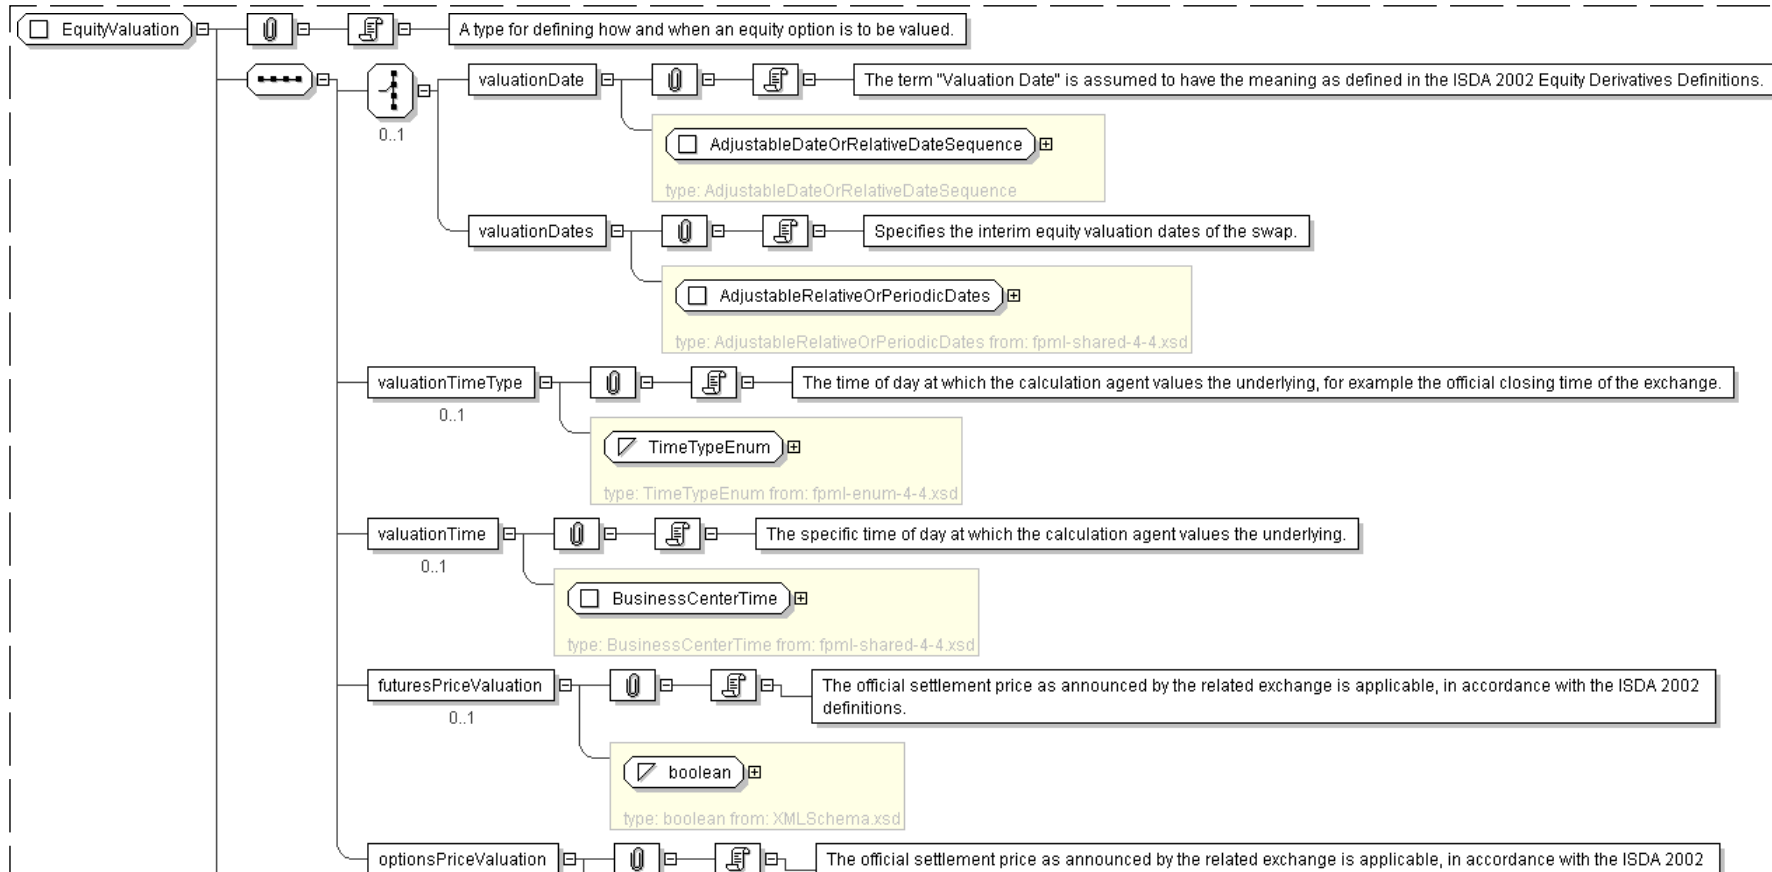 EquityValuation
A type for defining how and when an equity option is to be valued.
valuationDate
The term "Valuation Date" is assumed to have the meaning as defined in the ISDA 2002 Equity Derivatives Definitions.
0..1
AdjustableDateOrRelativeDateSequence
type: AdjustableDateOrRelativeDateSequence
valuationDates
Specifies the interim equity valuation dates of the swap.
AdjustableRelativeOrPeriodicDates
type: AdjustableRelativeOrPeriodicDates from: fpml-shared-4-4.xsd
valuationTimeType
The time of day at which the calculation agent values the underlying, for example the official closing time of the exchange.
0..1
TimeTypeEnum
type: TimeTypeEnum from: fpml-enum-4-4.xsd
valuationTime
The specific time of day at which the calculation agent values the underlying.
0..1
BusinessCenterTime
type: BusinessCenterTime from: fpml-shared-4-4.xsd
futuresPriceValuation
The official settlement price as announced by the related exchange is applicable, in accordance with the ISDA 2002
definitions.
0..1
boolean
type: boolean from: XMLSchema.xsd
optionsPriceValuation
The official settlement price as announced by the related exchange is applicable, in accordance with the ISDA 2002